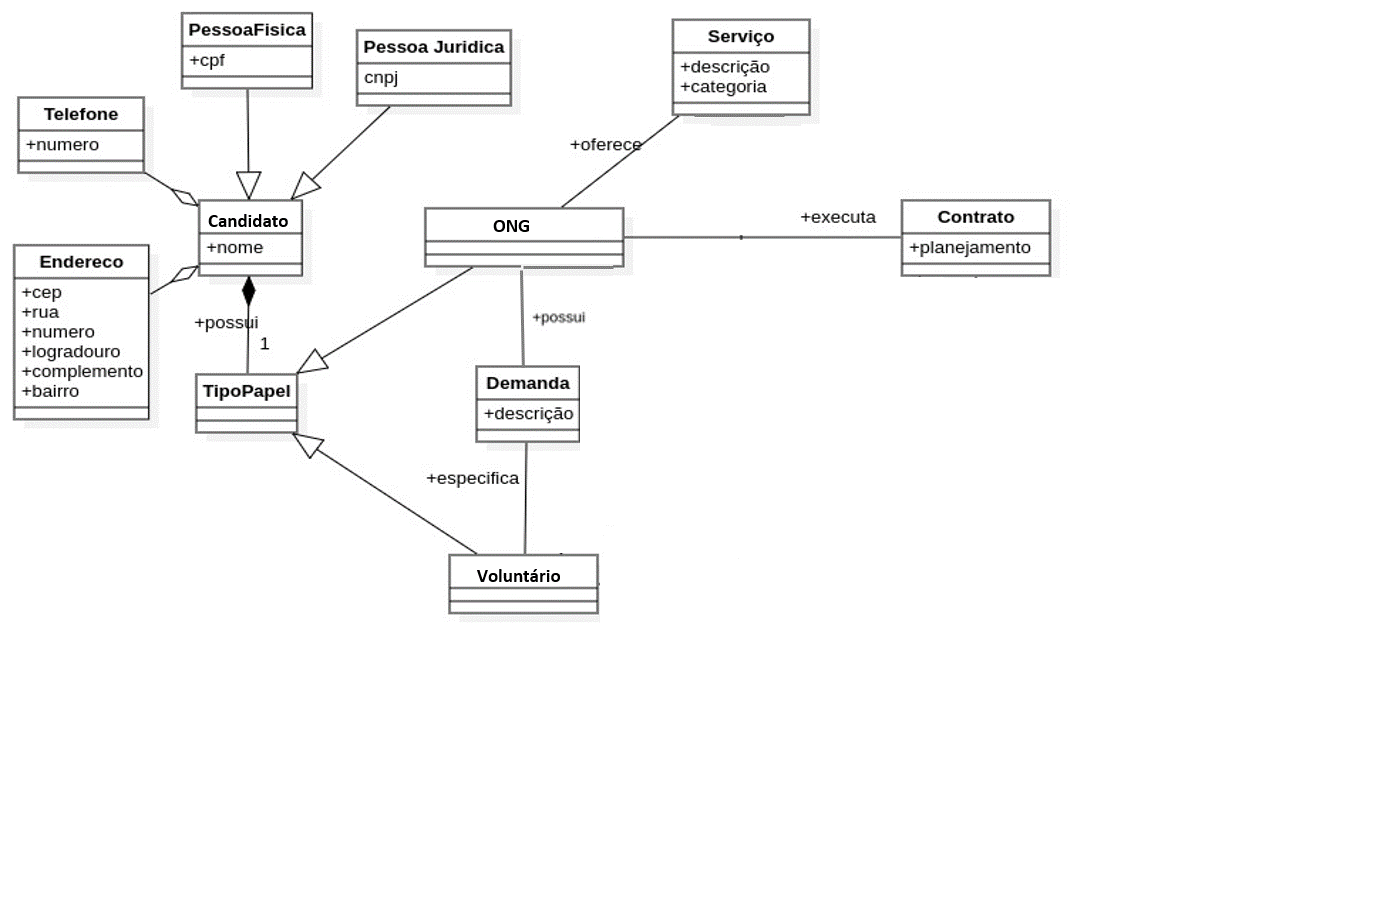 PessoaFisica
+cpf
Pessoa Juridica
cnpj
Serviço
+descrição
+categoria
Telefone
+numero
+oferece
Candidato
+nome
ONG
+executa
Contrato
+planejamento
Endereco
+cep
+rua
+numero
+logradouro
+complemento
+bairro
+possui
1
+possui
TipoPapel
Demanda
+descrição
+especifica
Voluntário